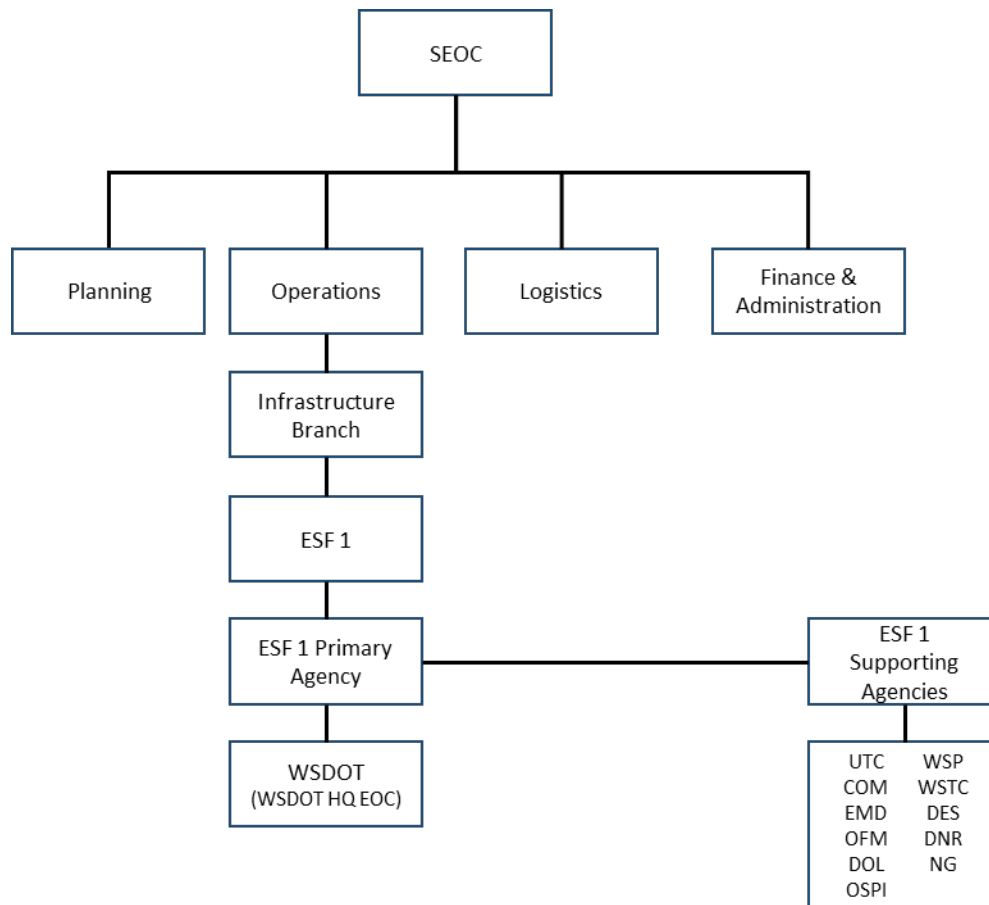 SEOC
Planning
Operations
Logistics
Finance &
Administration
Infrastructure
Branch
ESF 1
ESF 1 Primary
Agency
ESF 1
Supporting
Agencies
WSDOT
(WSDOT HQ EOC)
UTC WSP
COM WSTC
EMD DES
OFM DNR
DOL NG
OSPI